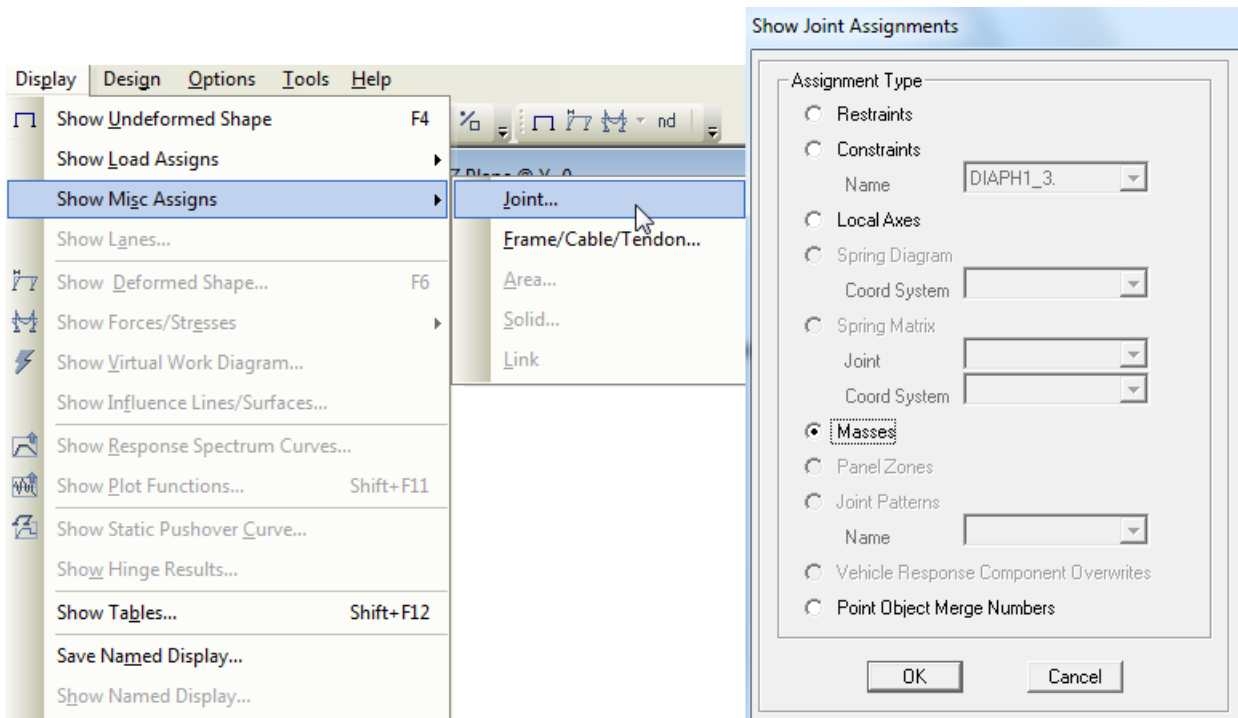 Display Design Options Tools Help
Show Undeformed Shape F4
Show Load Assigns
Show Misc Assigns
Show Lanes...
Show Deformed Shape... F6
Show Forces/Stresses
Show Virtual Work Diagram...
Show Influence Lines/Surfaces...
Show Response Spectrum Curves...
Show Plot Functions... Shift+F11
Show Static Pushover Curve...
Show Hinge Results...
Show Tables... Shift+F12
Save Named Display...
Show Named Display...
nd
Joint...
Frame/Cable/Tendon...
Area...
Solid...
Link
Show Joint Assignments
Assignment Type
Restraints
Constraints
Name DIAPH1_3.
Local Axes
Spring Diagram
Coord System
Spring Matrix
Joint
Coord System
Masses
Panel Zones
Joint Patterns
Name
Vehicle Response Component Overwrites
Point Object Merge Numbers
OK Cancel